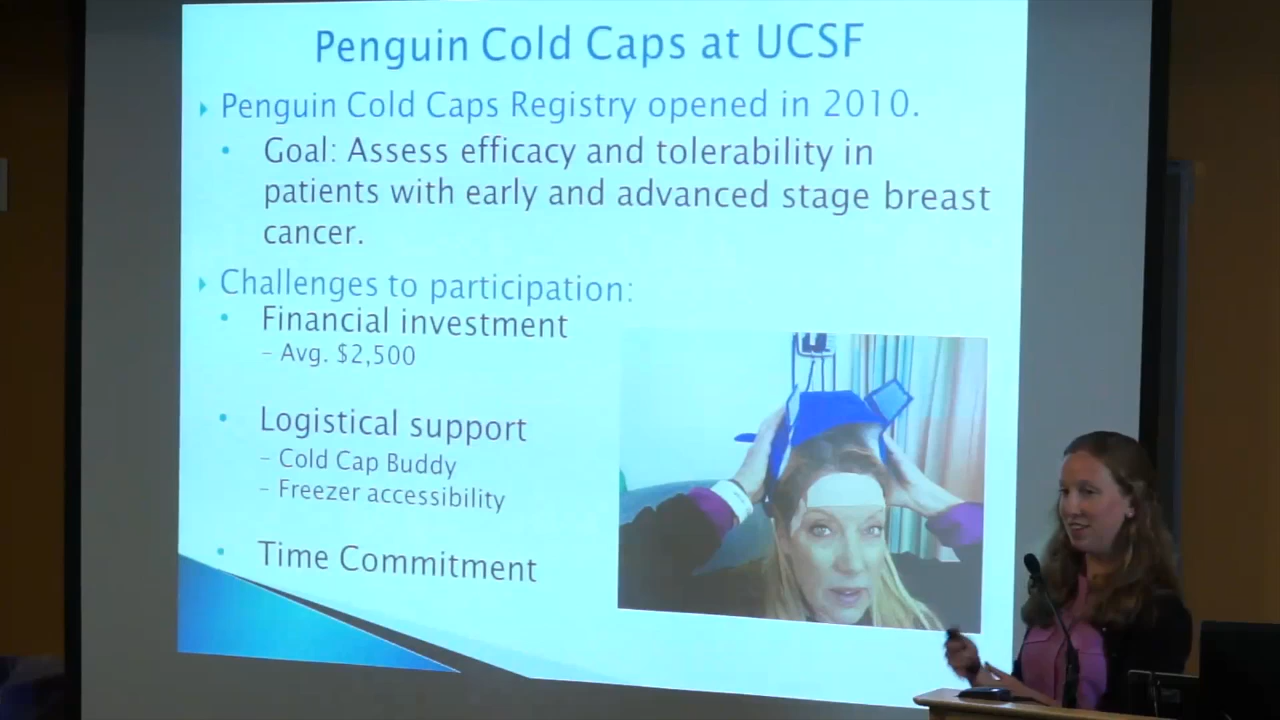 Penguin Cold Caps at UCSF
Penguin Cold Caps Registry opened in 2010.
Goal: Assess efficacy and tolerability in
patients with early and advanced stage breast
cancer.
Challenges to participation:
Financial investment
– Avg. $2,500
Logistical support
– Cold Cap Buddy
– Freezer accessibility
Time Commitment